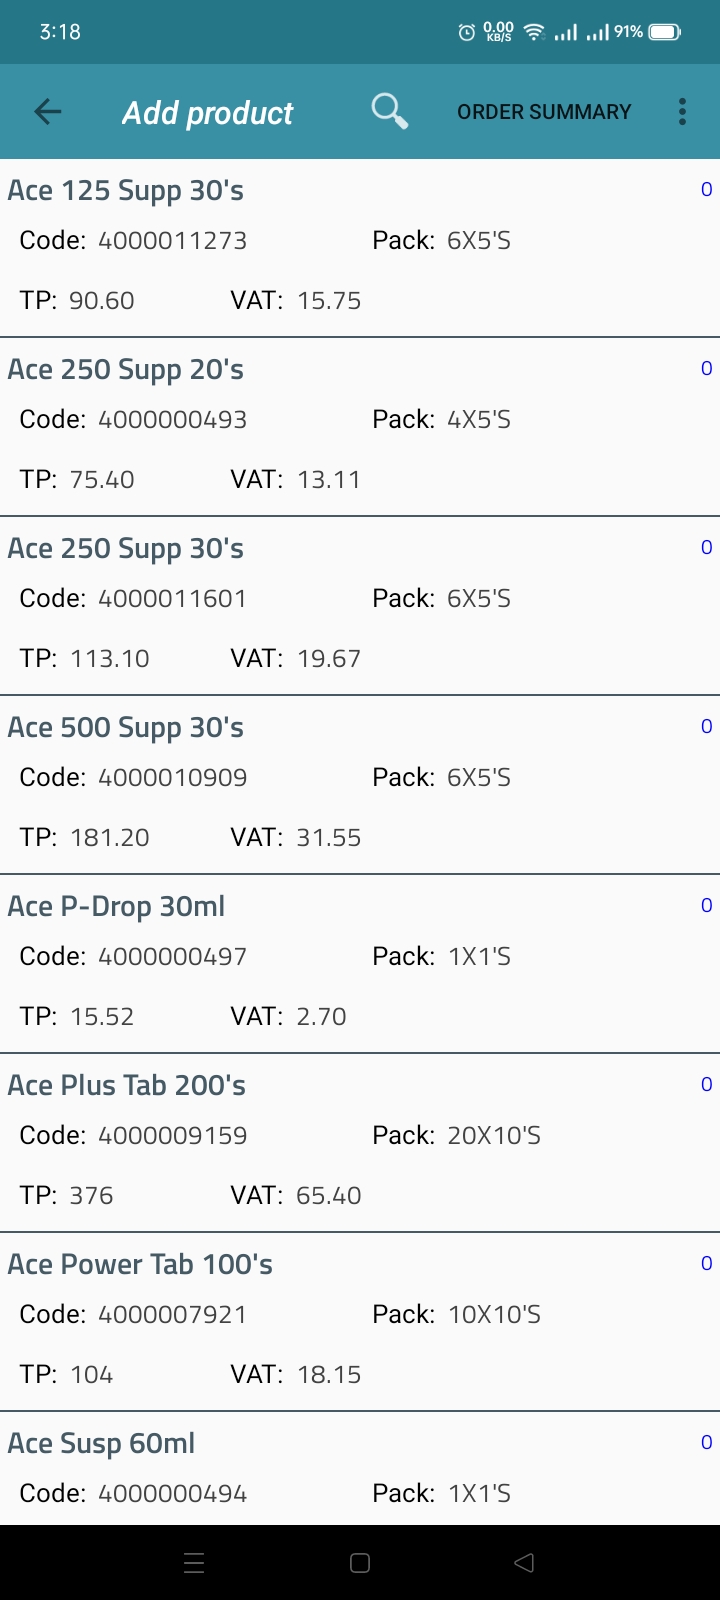 3:18 0.00 KB/S 91%
Add product ORDER SUMMARY
Ace 125 Supp 30's 0
Code: 4000011273 Pack: 6X5'S
TP: 90.60 VAT: 15.75
Ace 250 Supp 20's 0
Code: 4000000493 Pack: 4X5'S
TP: 75.40 VAT: 13.11
Ace 250 Supp 30's 0
Code: 4000011601 Pack: 6X5'S
TP: 113.10 VAT: 19.67
Ace 500 Supp 30's 0
Code: 4000010909 Pack: 6X5'S
TP: 181.20 VAT: 31.55
Ace P-Drop 30ml 0
Code: 4000000497 Pack: 1X1'S
TP: 15.52 VAT: 2.70
Ace Plus Tab 200's 0
Code: 4000009159 Pack: 20X10'S
TP: 376 VAT: 65.40
Ace Power Tab 100's 0
Code: 4000007921 Pack: 10X10'S
TP: 104 VAT: 18.15
Ace Susp 60ml 0
Code: 4000000494 Pack: 1X1'S